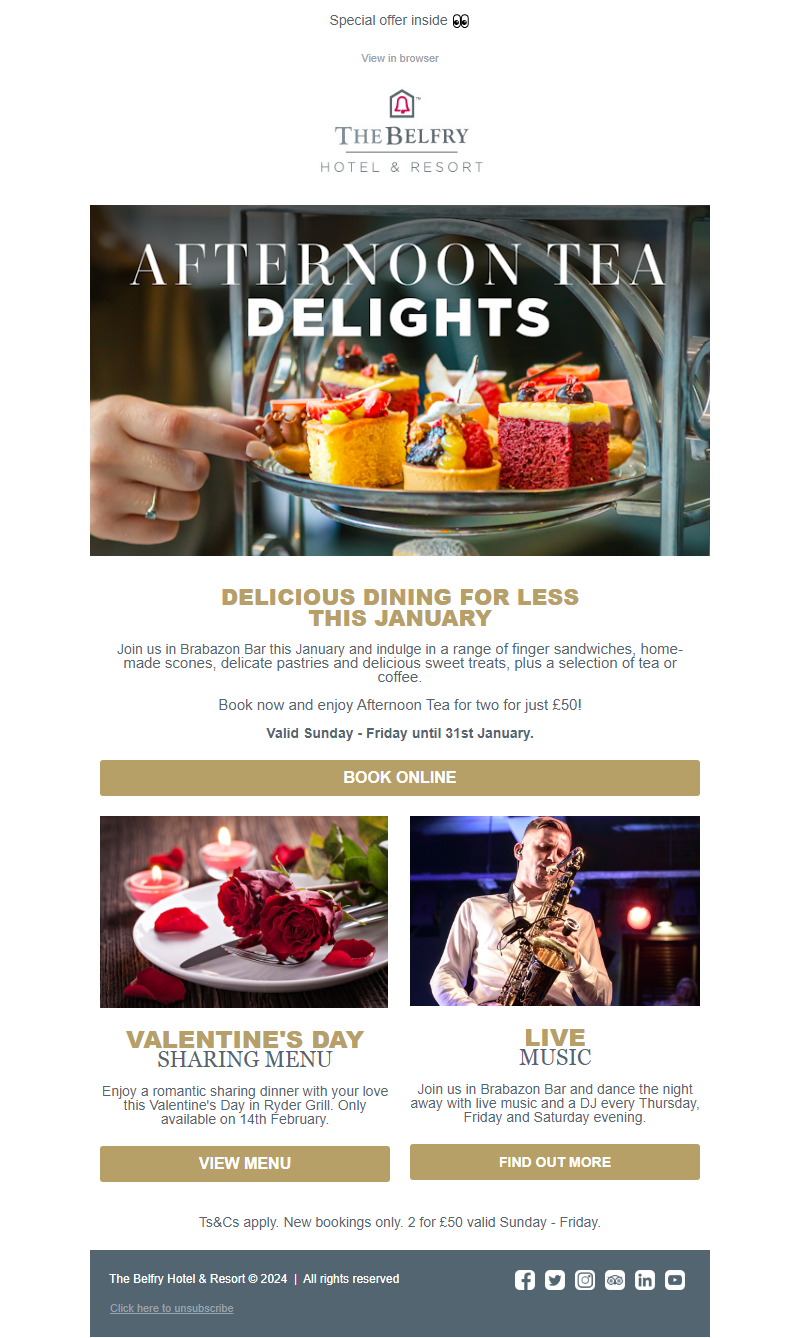 Special offer inside 👀
View in browser
THE BELFRY™
HOTEL & RESORT
AFTERNOON TEA
DELIGHTS
DELICIOUS DINING FOR LESS
THIS JANUARY
Join us in Brabazon Bar this January and indulge in a range of finger sandwiches, home-
made scones, delicate pastries and delicious sweet treats, plus a selection of tea or
coffee.
Book now and enjoy Afternoon Tea for two for just £50!
Valid Sunday - Friday until 31st January.
BOOK ONLINE
VALENTINE'S DAY
SHARING MENU
Enjoy a romantic sharing dinner with your love
this Valentine's Day in Ryder Grill. Only
available on 14th February.
VIEW MENU
LIVE
MUSIC
Join us in Brabazon Bar and dance the night
away with live music and a DJ every Thursday,
Friday and Saturday evening.
FIND OUT MORE
Ts&Cs apply. New bookings only. 2 for £50 valid Sunday - Friday.
The Belfry Hotel & Resort © 2024 | All rights reserved
Click here to unsubscribe